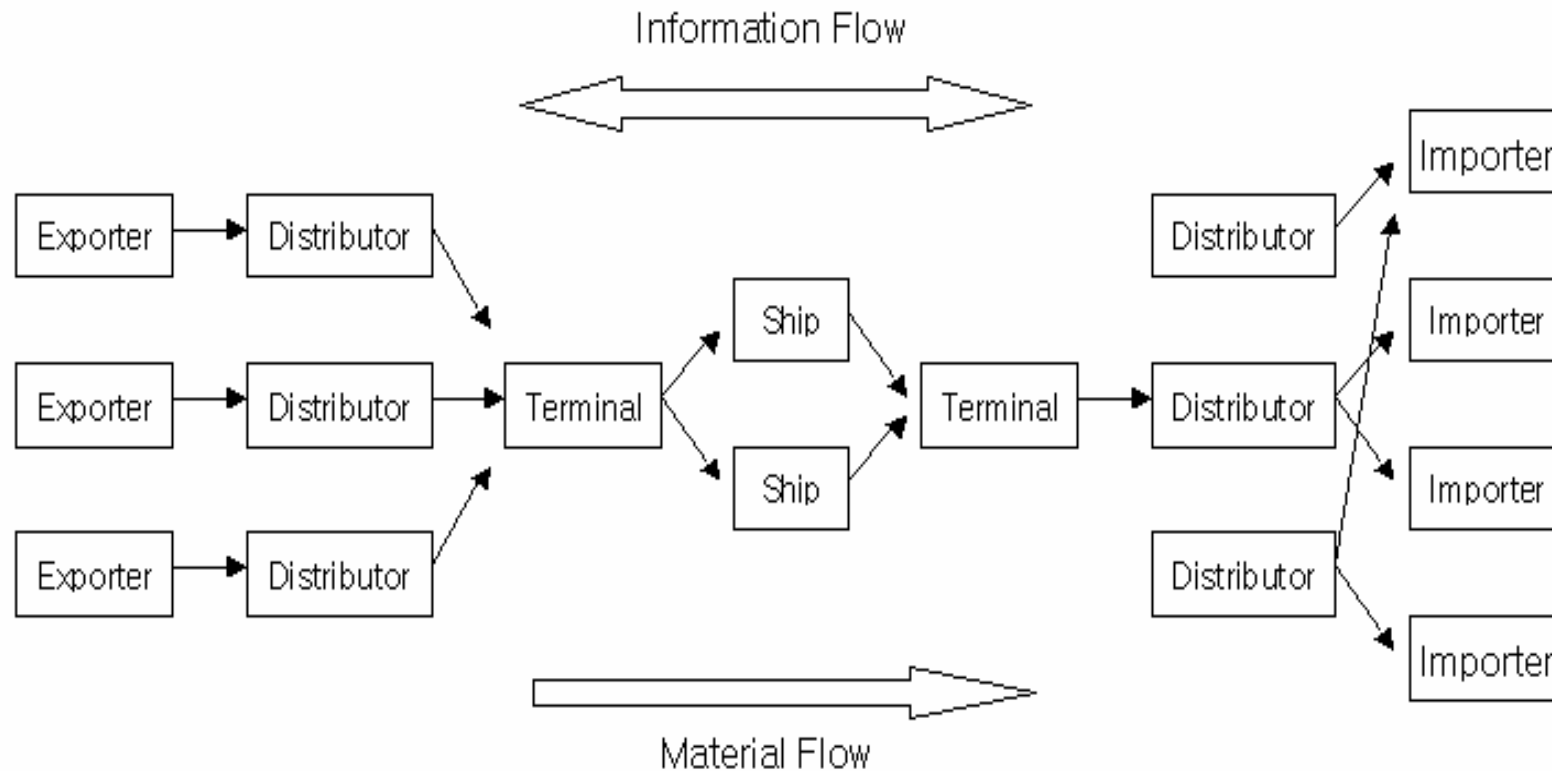 Information Flow
Importer
Exporter Distributor Distributor
Ship Importer
Exporter Distributor Terminal Terminal Distributor
Ship Importer
Exporter Distributor Distributor
Importer
Material Flow